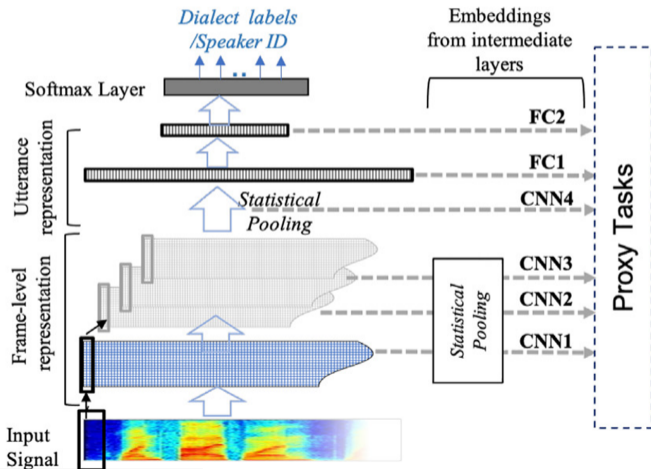 Dialect labels
/Speaker ID
Embeddings
from intermediate
layers
Softmax Layer
FC2
FC1
Utterance
representation
Statistical
Pooling
CNN4
Frame-level
representation
CNN3
CNN2
CNN1
Statistical
Pooling
Proxy Tasks
Input
Signal